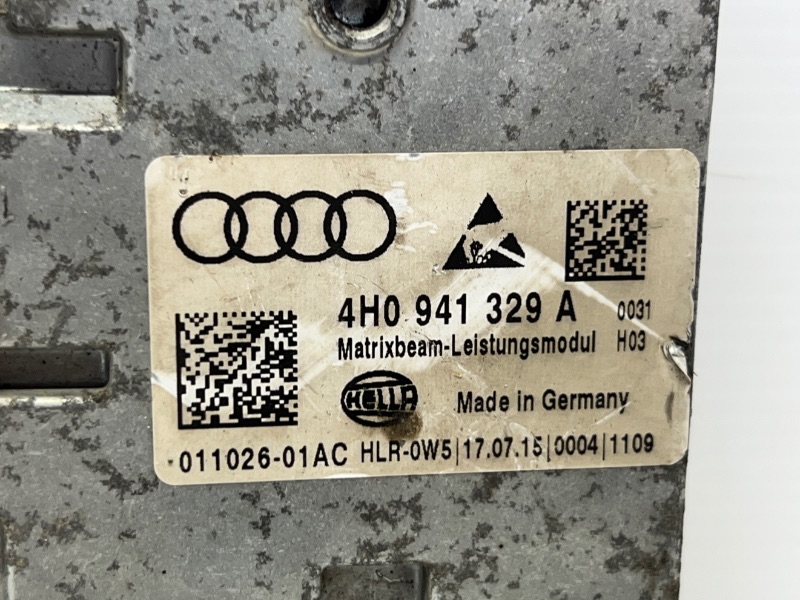 4H0 941 329 A 0031
Matrixbeam-Leistungsmodul H03
HELLA Made in Germany
011026-01AC HLR-0W5|17.07.15|0004|1109